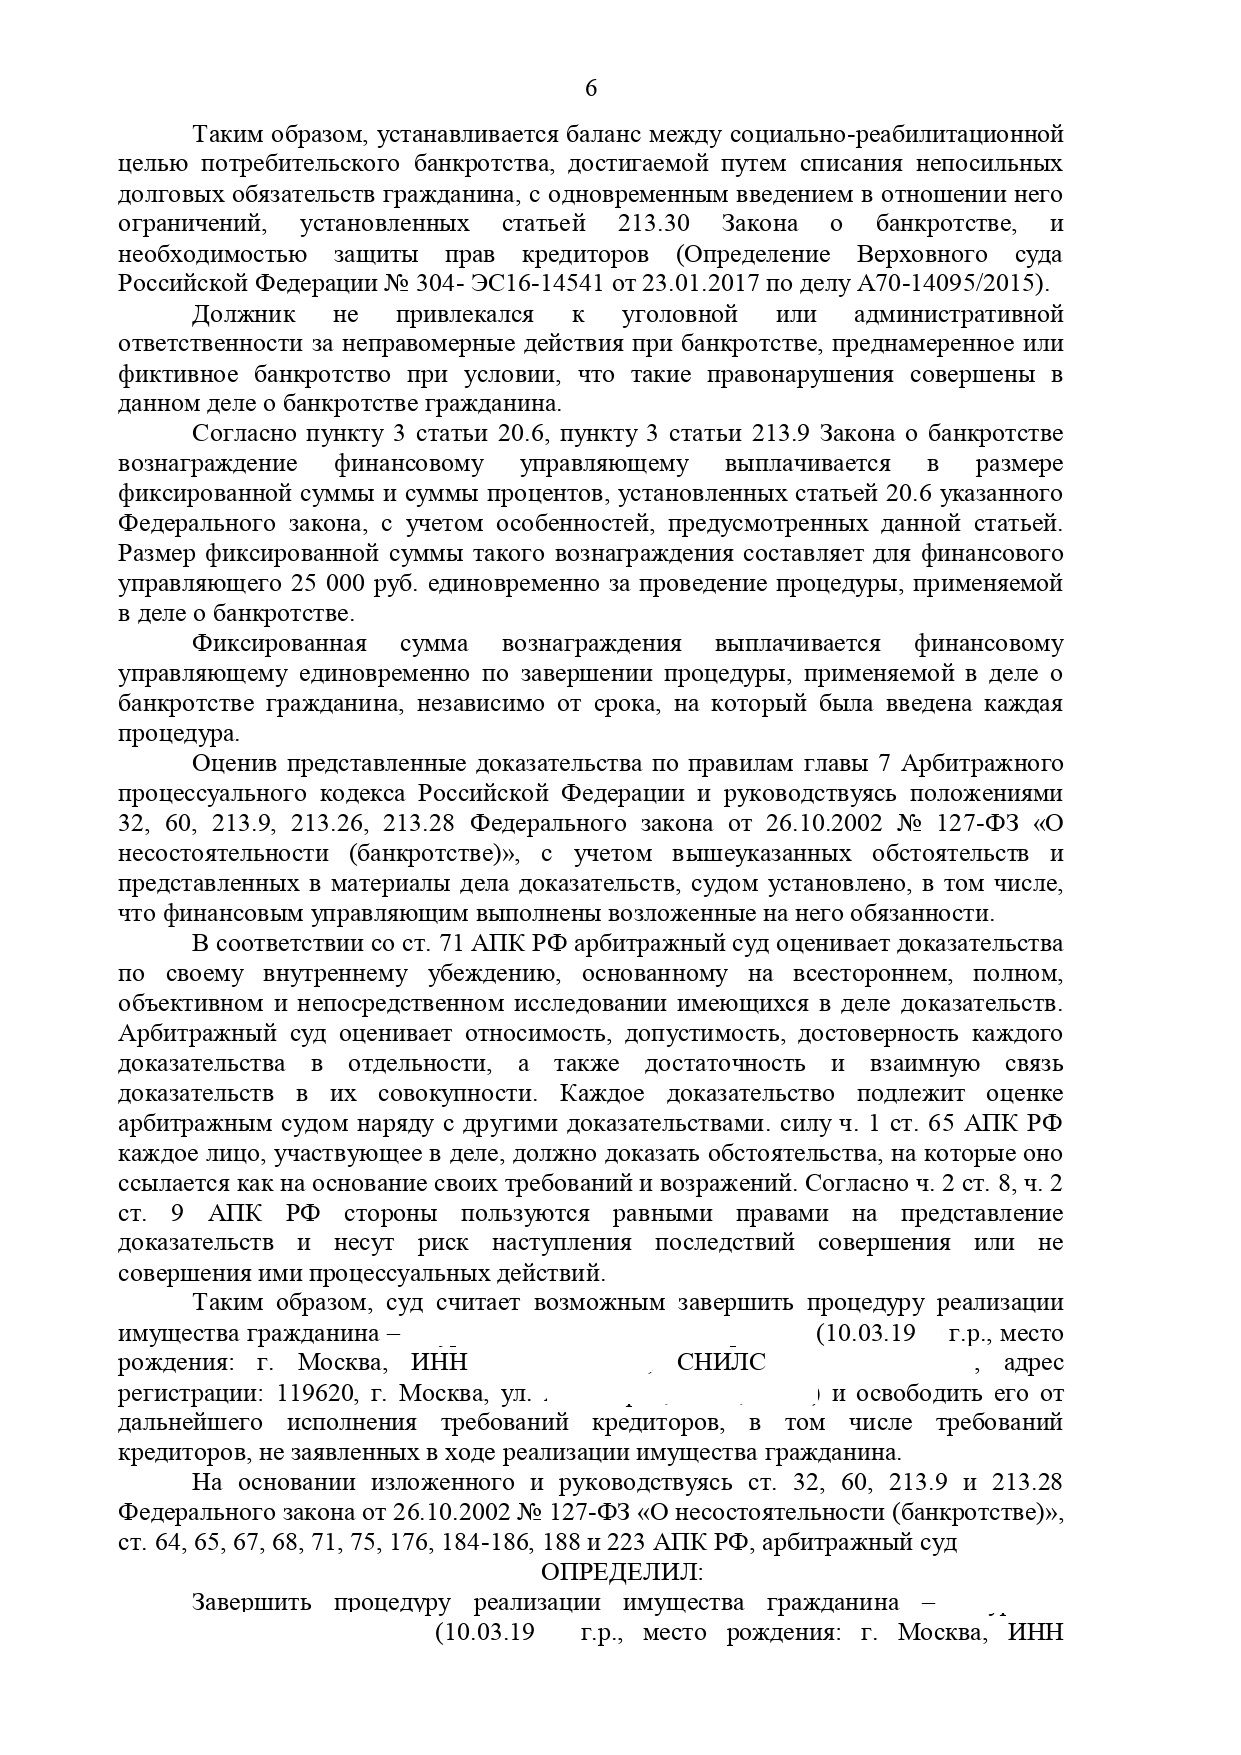 6
Таким образом, устанавливается баланс между социально-реабилитационной
целью потребительского банкротства, достигаемой путем списания непосильных
долговых обязательств гражданина, с одновременным введением в отношении него
ограничений, установленных статьей 213.30 Закона о банкротстве, и
необходимостью защиты прав кредиторов (Определение Верховного суда
Российской Федерации № 304- ЭС16-14541 от 23.01.2017 по делу А70-14095/2015).
Должник не привлекался к уголовной или административной
ответственности за неправомерные действия при банкротстве, преднамеренное или
фиктивное банкротство при условии, что такие правонарушения совершены в
данном деле о банкротстве гражданина.
Согласно пункту 3 статьи 20.6, пункту 3 статьи 213.9 Закона о банкротстве
вознаграждение финансовому управляющему выплачивается в размере
фиксированной суммы и суммы процентов, установленных статьей 20.6 указанного
Федерального закона, с учетом особенностей, предусмотренных данной статьей.
Размер фиксированной суммы такого вознаграждения составляет для финансового
управляющего 25 000 руб. единовременно за проведение процедуры, применяемой
в деле о банкротстве.
Фиксированная сумма вознаграждения выплачивается финансовому
управляющему единовременно по завершении процедуры, применяемой в деле о
банкротстве гражданина, независимо от срока, на который была введена каждая
процедура.
Оценив представленные доказательства по правилам главы 7 Арбитражного
процессуального кодекса Российской Федерации и руководствуясь положениями
32, 60, 213.9, 213.26, 213.28 Федерального закона от 26.10.2002 № 127-ФЗ «О
несостоятельности (банкротстве)», с учетом вышеуказанных обстоятельств и
представленных в материалы дела доказательств, судом установлено, в том числе,
что финансовым управляющим выполнены возложенные на него обязанности.
В соответствии со ст. 71 АПК РФ арбитражный суд оценивает доказательства
по своему внутреннему убеждению, основанному на всестороннем, полном,
объективном и непосредственном исследовании имеющихся в деле доказательств.
Арбитражный суд оценивает относимость, допустимость, достоверность каждого
доказательства в отдельности, а также достаточность и взаимную связь
доказательств в их совокупности. Каждое доказательство подлежит оценке
арбитражным судом наряду с другими доказательствами. силу ч. 1 ст. 65 АПК РФ
каждое лицо, участвующее в деле, должно доказать обстоятельства, на которые оно
ссылается как на основание своих требований и возражений. Согласно ч. 2 ст. 8, ч. 2
ст. 9 АПК РФ стороны пользуются равными правами на представление
доказательств и несут риск наступления последствий совершения или не
совершения ими процессуальных действий.
Таким образом, суд считает возможным завершить процедуру реализации
имущества гражданина – (10.03.19 г.р., место
рождения: г. Москва, ИНН , СНИЛС , адрес
регистрации: 119620, г. Москва, ул. ) и освободить его от
дальнейшего исполнения требований кредиторов, в том числе требований
кредиторов, не заявленных в ходе реализации имущества гражданина.
На основании изложенного и руководствуясь ст. 32, 60, 213.9 и 213.28
Федерального закона от 26.10.2002 № 127-ФЗ «О несостоятельности (банкротстве)»,
ст. 64, 65, 67, 68, 71, 75, 176, 184-186, 188 и 223 АПК РФ, арбитражный суд
ОПРЕДЕЛИЛ:
Завершить процедуру реализации имущества гражданина –
(10.03.19 г.р., место рождения: г. Москва, ИНН